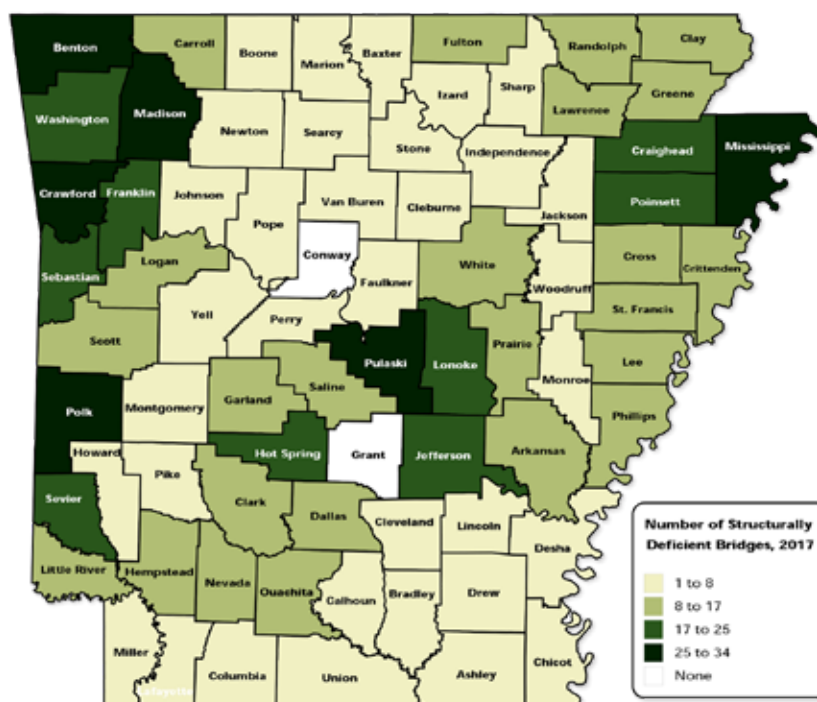 Benton
Carroll
Boone
Marion
Baxter
Fulton
Randolph
Clay
Washington
Madison
Newton
Searcy
Izard
Sharp
Lawrence
Greene
Stone
Independence
Craighead
Mississippi
Crawford
Franklin
Johnson
Pope
Van Buren
Cleburne
Jackson
Poinsett
Sebastian
Logan
Conway
Faulkner
White
Woodruff
Cross
Crittenden
Scott
Yell
Perry
Pulaski
Lonoke
Prairie
St. Francis
Monroe
Lee
Polk
Montgomery
Garland
Saline
Phillips
Howard
Pike
Hot Spring
Grant
Jefferson
Arkansas
Sevier
Clark
Dallas
Cleveland
Lincoln
Desha
Little River
Hempstead
Nevada
Ouachita
Calhoun
Bradley
Drew
Miller
Lafayette
Columbia
Union
Ashley
Chicot
Number of Structurally
Deficient Bridges, 2017
1 to 8
8 to 17
17 to 25
25 to 34
None